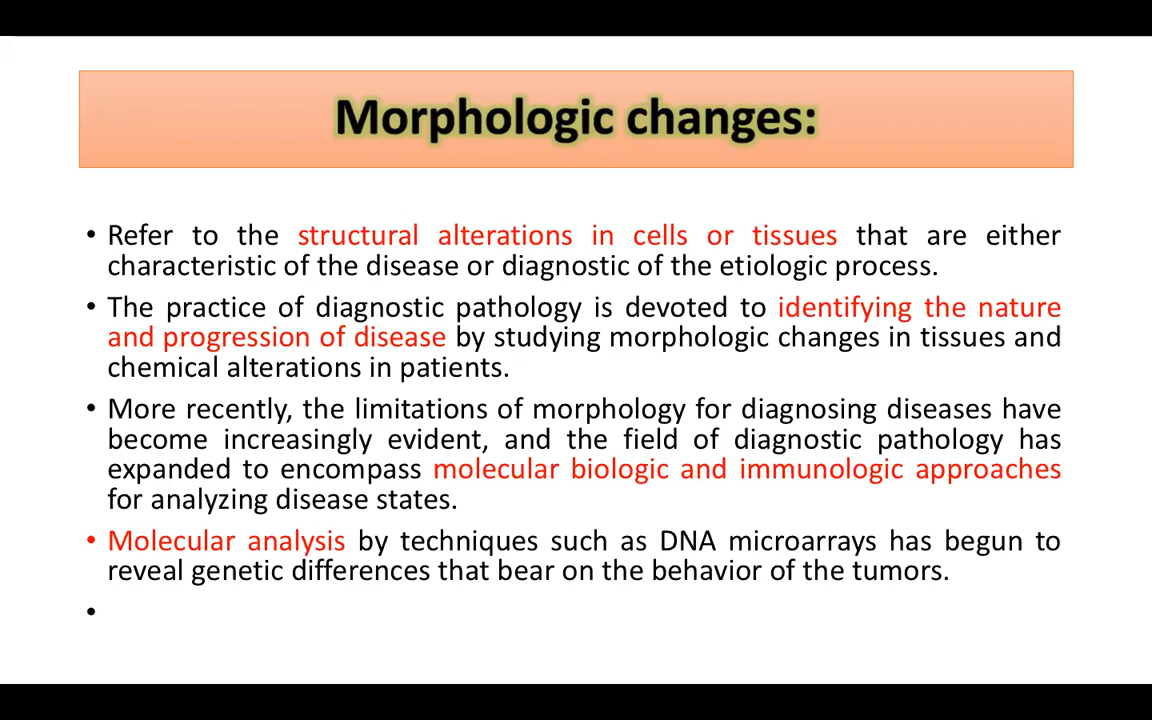 Morphologic changes:
• Refer to the structural alterations in cells or tissues that are either
characteristic of the disease or diagnostic of the etiologic process.
• The practice of diagnostic pathology is devoted to identifying the nature
and progression of disease by studying morphologic changes in tissues and
chemical alterations in patients.
• More recently, the limitations of morphology for diagnosing diseases have
become increasingly evident, and the field of diagnostic pathology has
expanded to encompass molecular biologic and immunologic approaches
for analyzing disease states.
• Molecular analysis by techniques such as DNA microarrays has begun to
reveal genetic differences that bear on the behavior of the tumors.
•